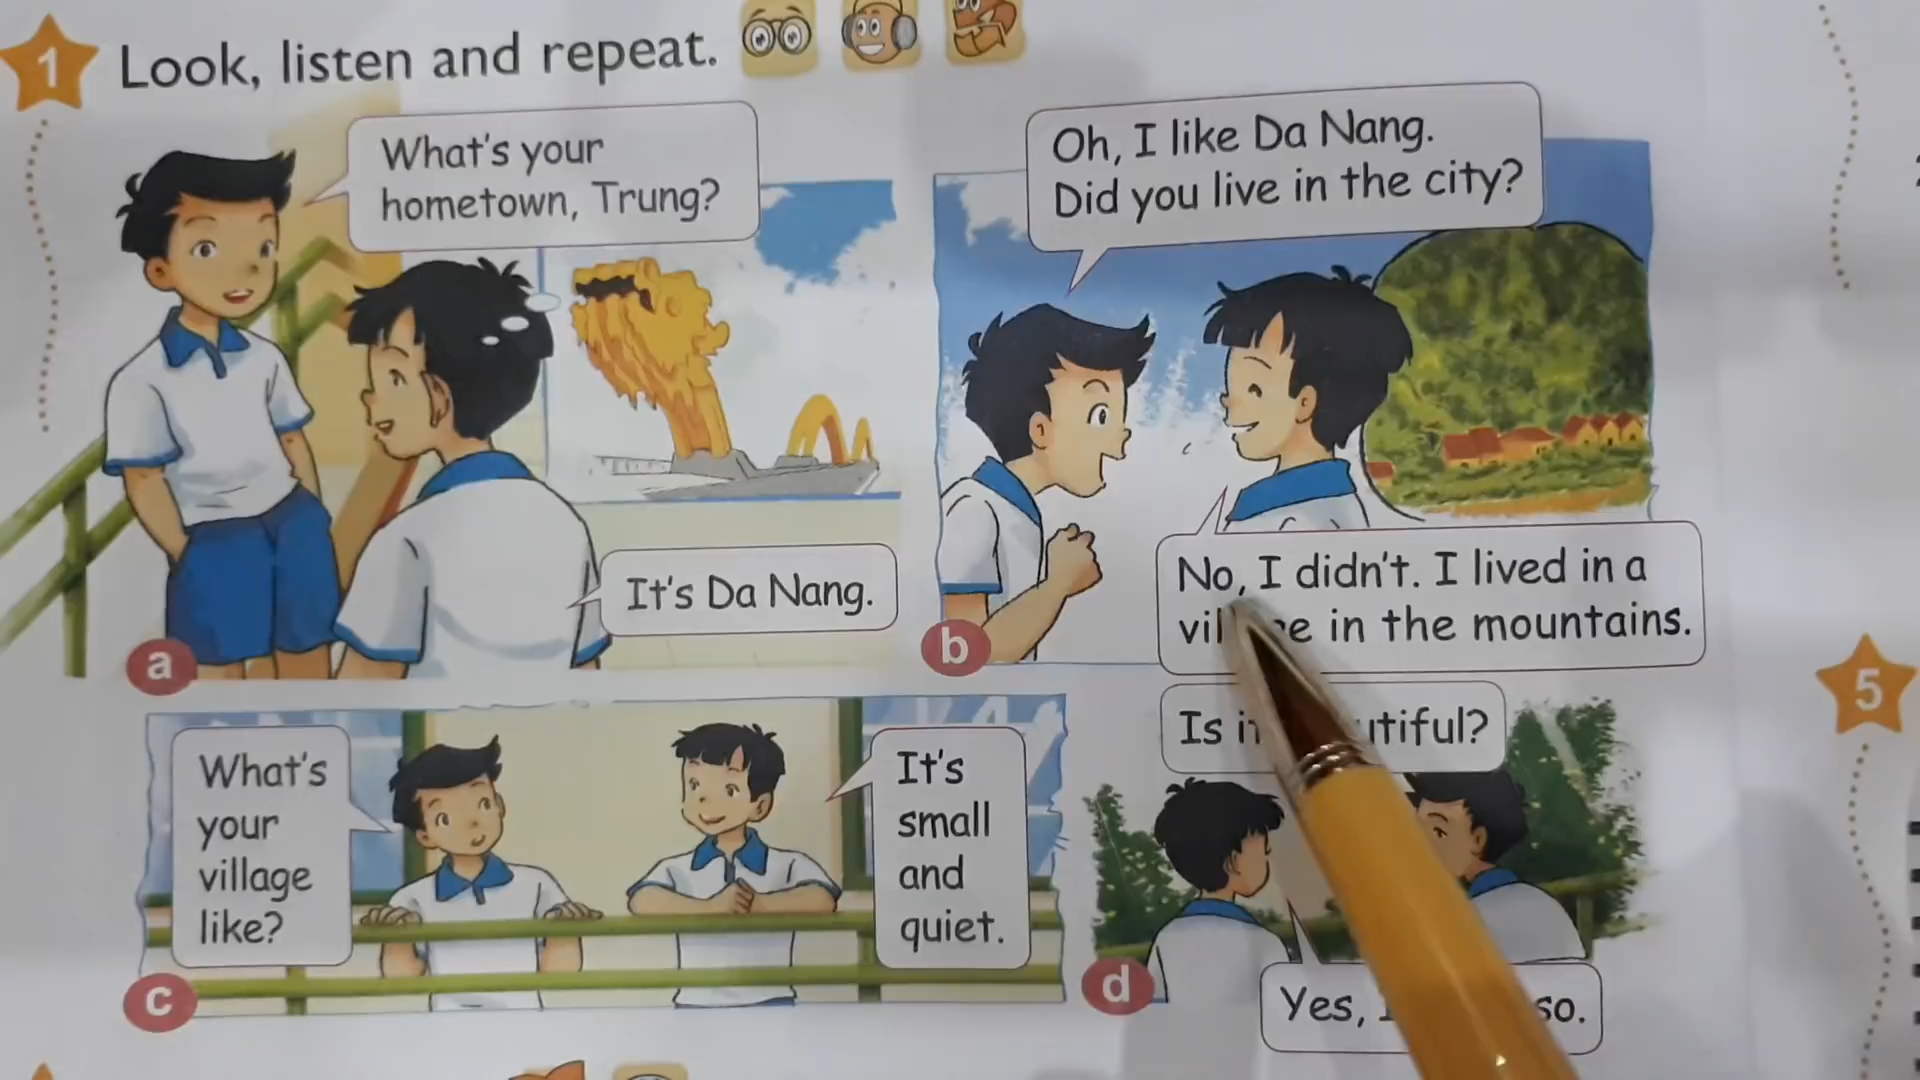 1
Look, listen and repeat.
What's your
hometown, Trung?
It's Da Nang.
a
Oh, I like Da Nang.
Did you live in the city?
No, I didn't. I lived in a
in the mountains.
b
What's
your
village
like?
It's
small
and
quiet.
c
Is
Yes,
so.
d
5